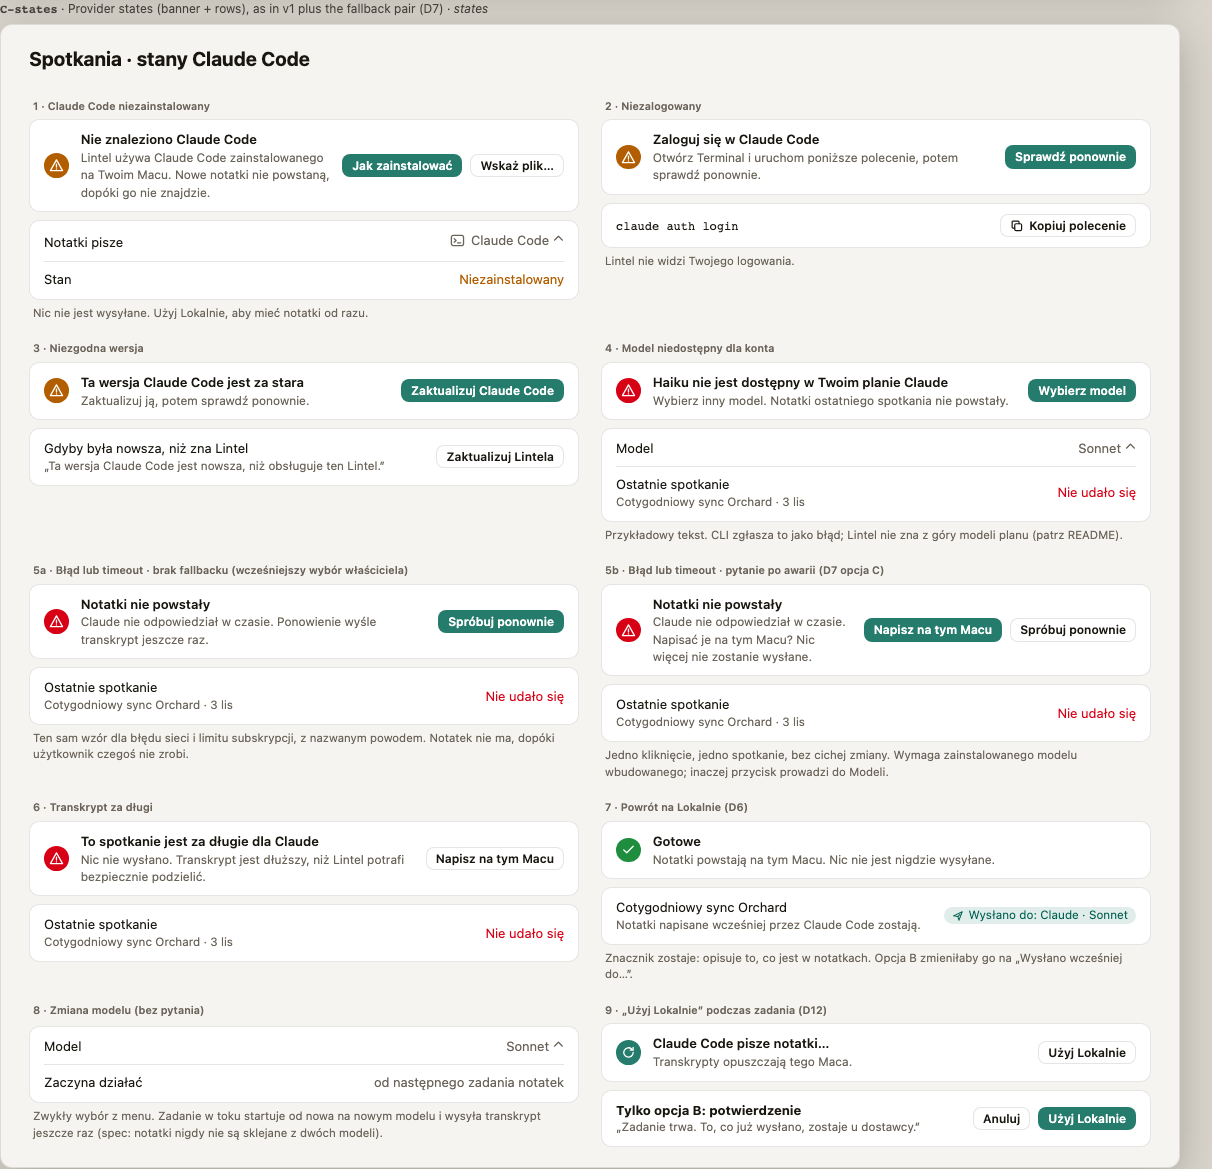 C-states · Provider states (banner + rows), as in v1 plus the fallback pair (D7) · states
Spotkania · stany Claude Code
1 · Claude Code niezainstalowany
Nie znaleziono Claude Code
Lintel używa Claude Code zainstalowanego
na Twoim Macu. Nowe notatki nie powstaną,
dopóki go nie znajdzie.
Jak zainstalować
Wskaż plik...
Notatki pisze
Claude Code
Stan
Niezainstalowany
Nic nie jest wysyłane. Użyj Lokalnie, aby mieć notatki od razu.
2 · Niezalogowany
Zaloguj się w Claude Code
Otwórz Terminal i uruchom poniższe polecenie, potem
sprawdź ponownie.
Sprawdź ponownie
claude auth login
Kopiuj polecenie
Lintel nie widzi Twojego logowania.
3 · Niezgodna wersja
Ta wersja Claude Code jest za stara
Zaktualizuj ją, potem sprawdź ponownie.
Zaktualizuj Claude Code
Gdyby była nowsza, niż zna Lintel
„Ta wersja Claude Code jest nowsza, niż obsługuje ten Lintel.”
Zaktualizuj Lintela
4 · Model niedostępny dla konta
Haiku nie jest dostępny w Twoim planie Claude
Wybierz inny model. Notatki ostatniego spotkania nie powstały.
Wybierz model
Model
Sonnet
Ostatnie spotkanie
Cotygodniowy sync Orchard · 3 lis
Nie udało się
Przykładowy tekst. CLI zgłasza to jako błąd; Lintel nie zna z góry modeli planu (patrz README).
5a · Błąd lub timeout · brak fallbacku (wcześniejszy wybór właściciela)
Notatki nie powstały
Claude nie odpowiedział w czasie. Ponowienie wyśle
transkrypt jeszcze raz.
Spróbuj ponownie
Ostatnie spotkanie
Cotygodniowy sync Orchard · 3 lis
Nie udało się
Ten sam wzór dla błędu sieci i limitu subskrypcji, z nazwanym powodem. Notatek nie ma, dopóki
użytkownik czegoś nie zrobi.
5b · Błąd lub timeout · pytanie po awarii (D7 opcja C)
Notatki nie powstały
Claude nie odpowiedział w czasie.
Napisać je na tym Macu? Nic
więcej nie zostanie wysłane.
Napisz na tym Macu
Spróbuj ponownie
Ostatnie spotkanie
Cotygodniowy sync Orchard · 3 lis
Nie udało się
Jedno kliknięcie, jedno spotkanie, bez cichej zmiany. Wymaga zainstalowanego modelu
wbudowanego; inaczej przycisk prowadzi do Modeli.
6 · Transkrypt za długi
To spotkanie jest za długie dla Claude
Nic nie wysłano. Transkrypt jest dłuższy, niż Lintel potrafi
bezpiecznie podzielić.
Napisz na tym Macu
Ostatnie spotkanie
Cotygodniowy sync Orchard · 3 lis
Nie udało się
7 · Powrót na Lokalnie (D6)
Gotowe
Notatki powstają na tym Macu. Nic nie jest nigdzie wysyłane.
Cotygodniowy sync Orchard
Notatki napisane wcześniej przez Claude Code zostają.
Wysłano do: Claude · Sonnet
Znacznik zostaje: opisuje to, co jest w notatkach. Opcja B zmieniłaby go na „Wysłano wcześniej
do…”.
8 · Zmiana modelu (bez pytania)
Model
Sonnet
Zaczyna działać
od następnego zadania notatek
Zwykły wybór z menu. Zadanie w toku startuje od nowa na nowym modelu i wysyła transkrypt
jeszcze raz (spec: notatki nigdy nie są sklejane z dwóch modeli).
9 · „Użyj Lokalnie” podczas zadania (D12)
Claude Code pisze notatki...
Transkrypty opuszczają tego Maca.
Użyj Lokalnie
Tylko opcja B: potwierdzenie
„Zadanie trwa. To, co już wysłano, zostaje u dostawcy.”
Anuluj
Użyj Lokalnie